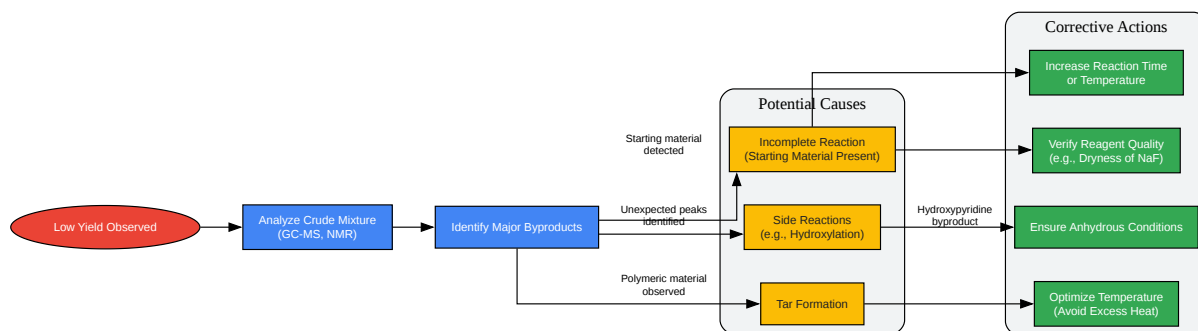 Corrective Actions
Increase Reaction Time
or Temperature
Potential Causes
Starting material
detected
Incomplete Reaction
(Starting Material Present)
Verify Reagent Quality
(e.g., Dryness of NaF)
Low Yield Observed
Analyze Crude Mixture
(GC-MS, NMR)
Identify Major Byproducts
Unexpected peaks
identified
Side Reactions
(e.g., Hydroxylation)
Hydroxypyridine
byproduct
Ensure Anhydrous Conditions
Polymeric material
observed
Tar Formation
Optimize Temperature
(Avoid Excess Heat)